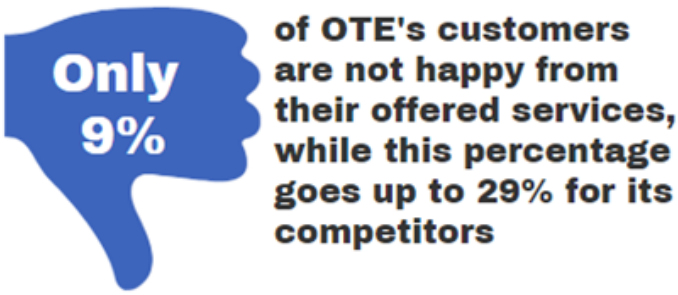 Only
9%
of OTE's customers
are not happy from
their offered services,
while this percentage
goes up to 29% for its
competitors